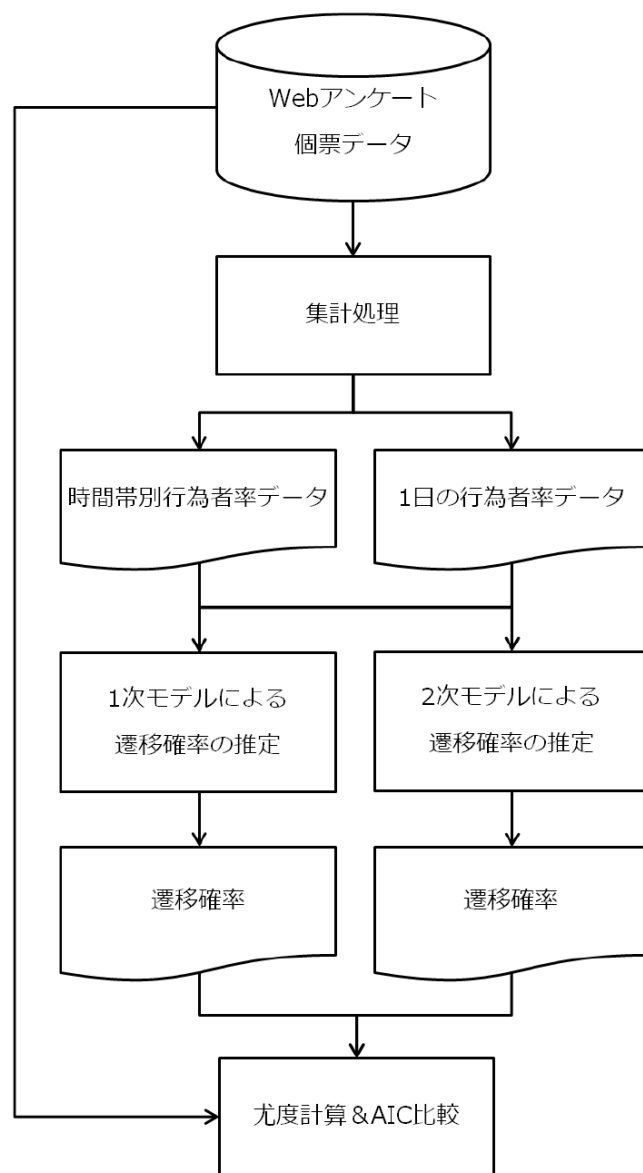 Webアンケート
個票データ
集計処理
時間帯別行為者率データ
1日の行為者率データ
1次モデルによる
遷移確率の推定
2次モデルによる
遷移確率の推定
遷移確率
遷移確率
尤度計算&AIC比較